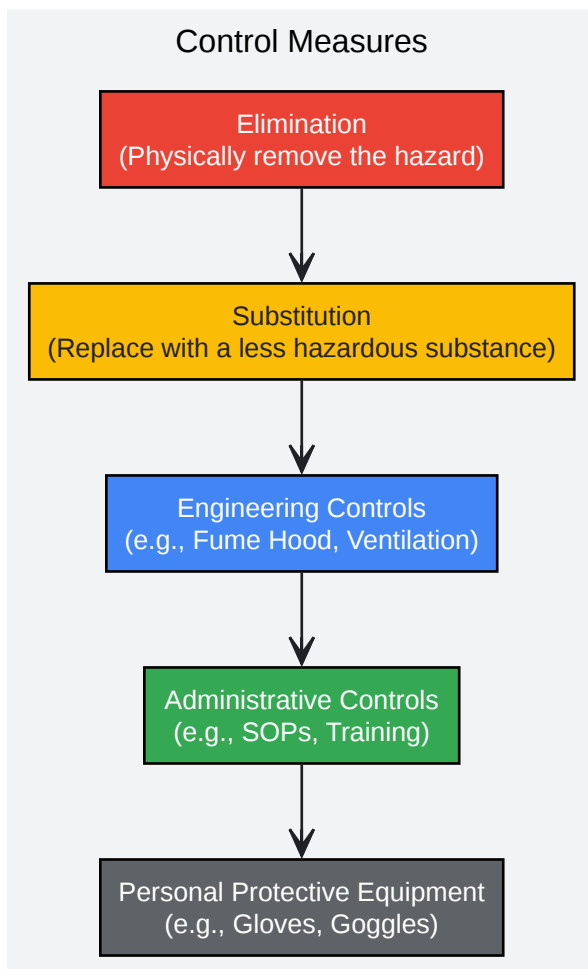 Control Measures
Elimination
(Physically remove the hazard)
Substitution
(Replace with a less hazardous substance)
Engineering Controls
(e.g., Fume Hood, Ventilation)
Administrative Controls
(e.g., SOPs, Training)
Personal Protective Equipment
(e.g., Gloves, Goggles)